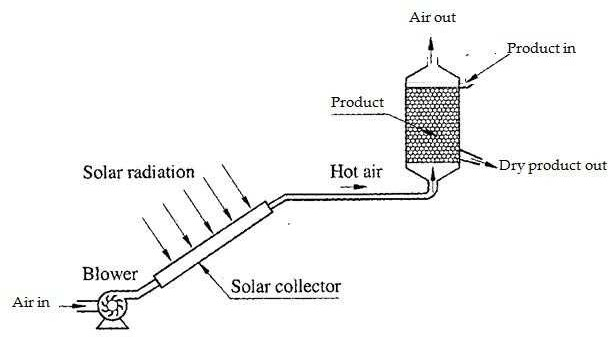 Air out
Product in
Product
Dry product out
Solar radiation
Hot air
Blower
Solar collector
Air in